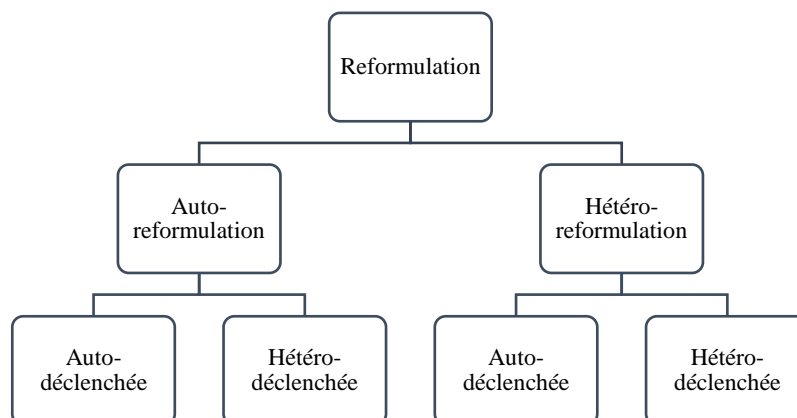 Reformulation
Auto-
reformulation
Hétéro-
reformulation
Auto-
déclenchée
Hétéro-
déclenchée
Auto-
déclenchée
Hétéro-
déclenchée